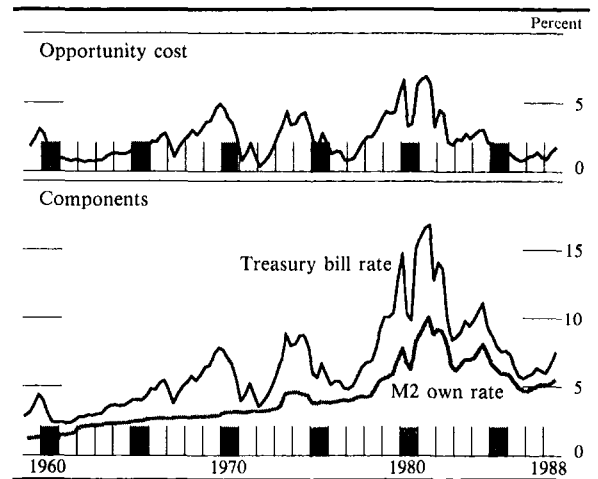 Percent
Opportunity cost
5
0
Components
15
Treasury bill rate
10
M2 own rate
5
0
1960 1970 1980 1988